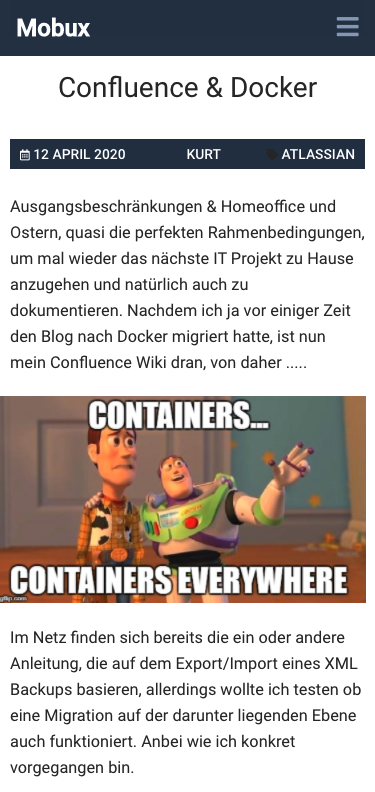 Mobux
Confluence & Docker
12 APRIL 2020 KURT ATLASSIAN
Ausgangsbeschränkungen & Homeoffice und
Ostern, quasi die perfekten Rahmenbedingungen,
um mal wieder das nächste IT Projekt zu Hause
anzugehen und natürlich auch zu
dokumentieren. Nachdem ich ja vor einiger Zeit
den Blog nach Docker migriert hatte, ist nun
mein Confluence Wiki dran, von daher .....
CONTAINERS...
CONTAINERS EVERYWHERE
imgflip.com
Im Netz finden sich bereits die ein oder andere
Anleitung, die auf dem Export/Import eines XML
Backups basieren, allerdings wollte ich testen ob
eine Migration auf der darunter liegenden Ebene
auch funktioniert. Anbei wie ich konkret
vorgegangen bin.